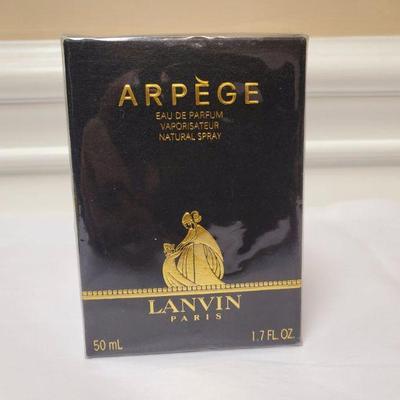 ARPÈGE
EAU DE PARFUM
VAPORISATEUR
NATURAL SPRAY
LANVIN
PARIS
50 mL 1.7 FL. OZ.